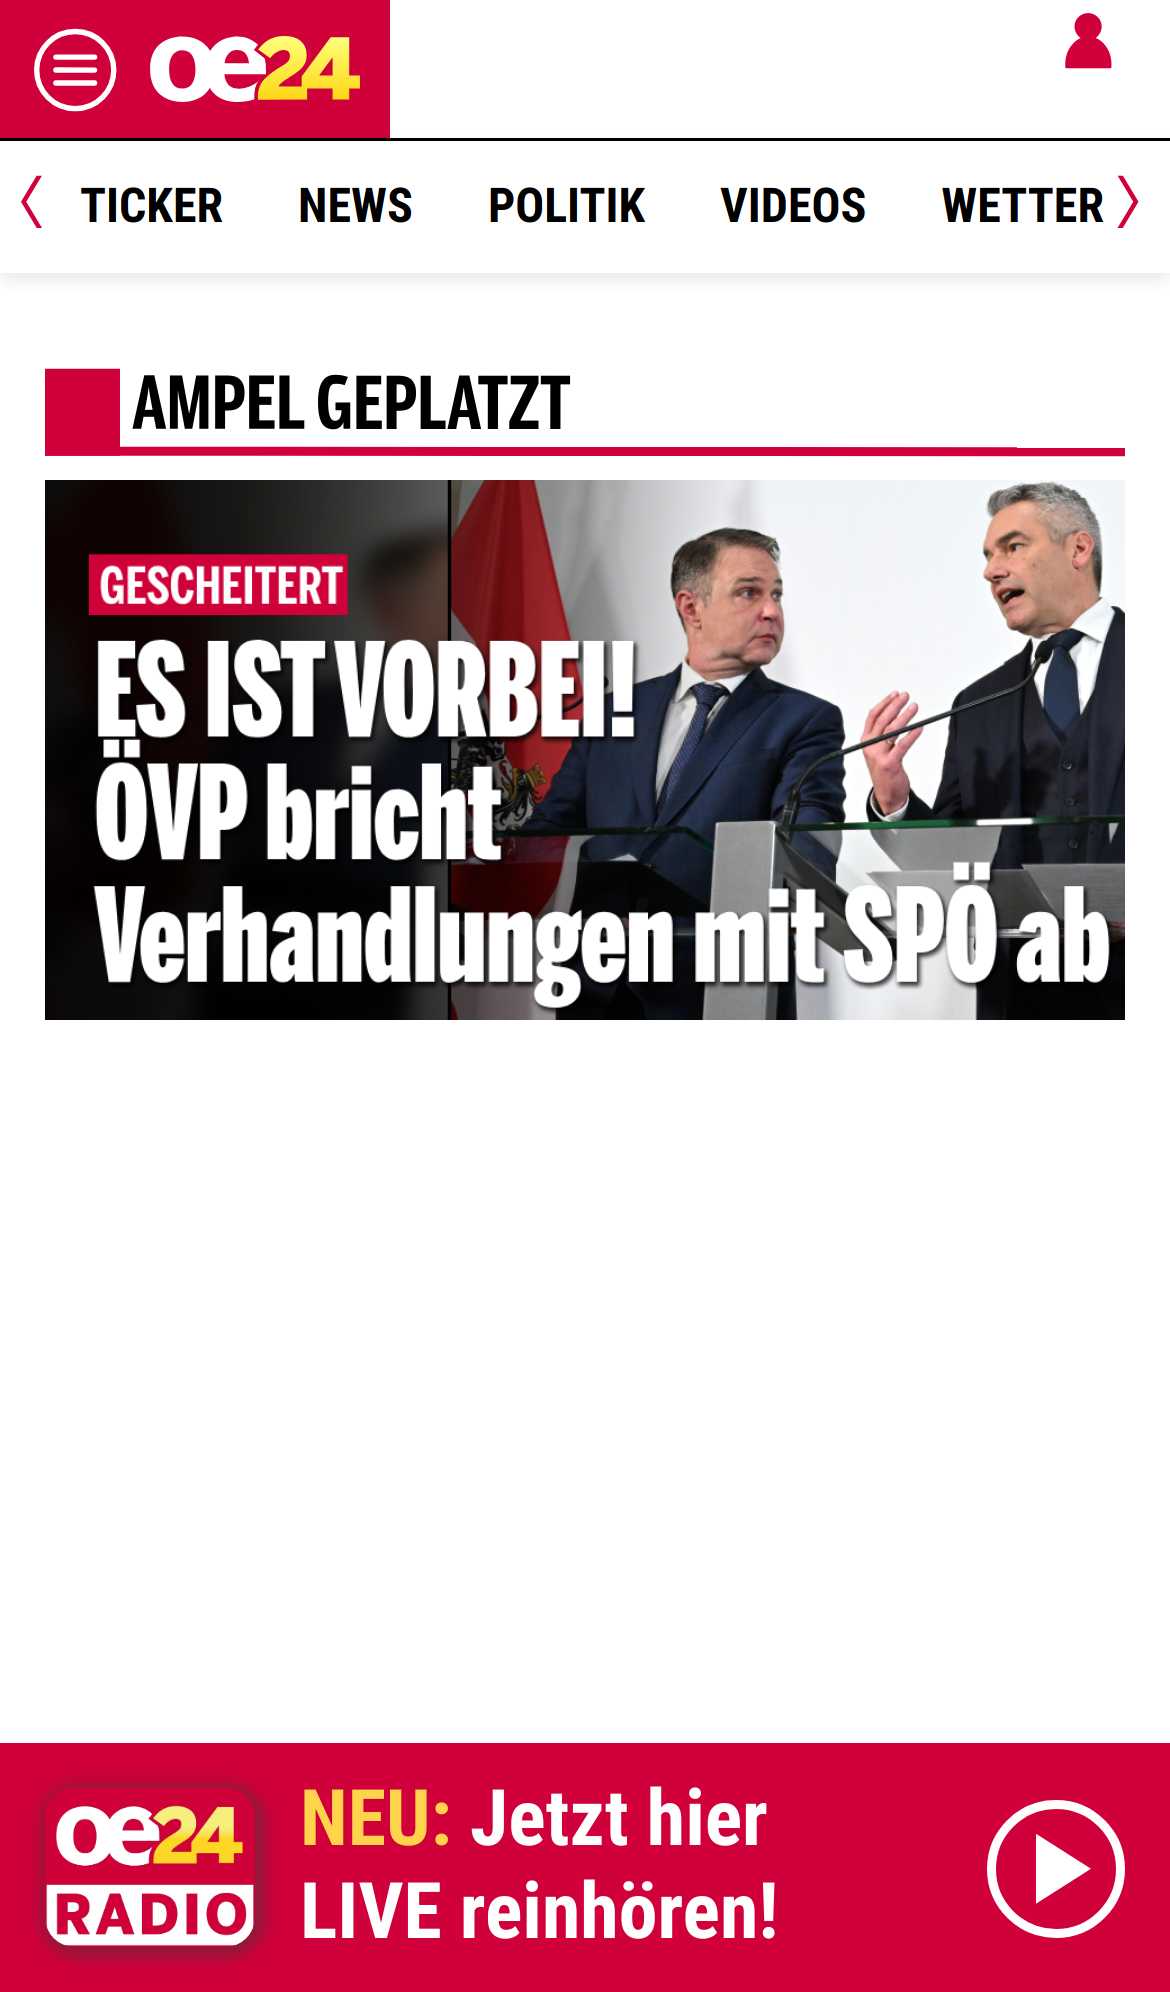 oe24
TICKER NEWS POLITIK VIDEOS WETTER
AMPEL GEPLATZT
GESCHEITERT
ES IST VORBEI!
ÖVP bricht
Verhandlungen mit SPÖ ab
oe24
RADIO
NEU: Jetzt hier
LIVE reinhören!